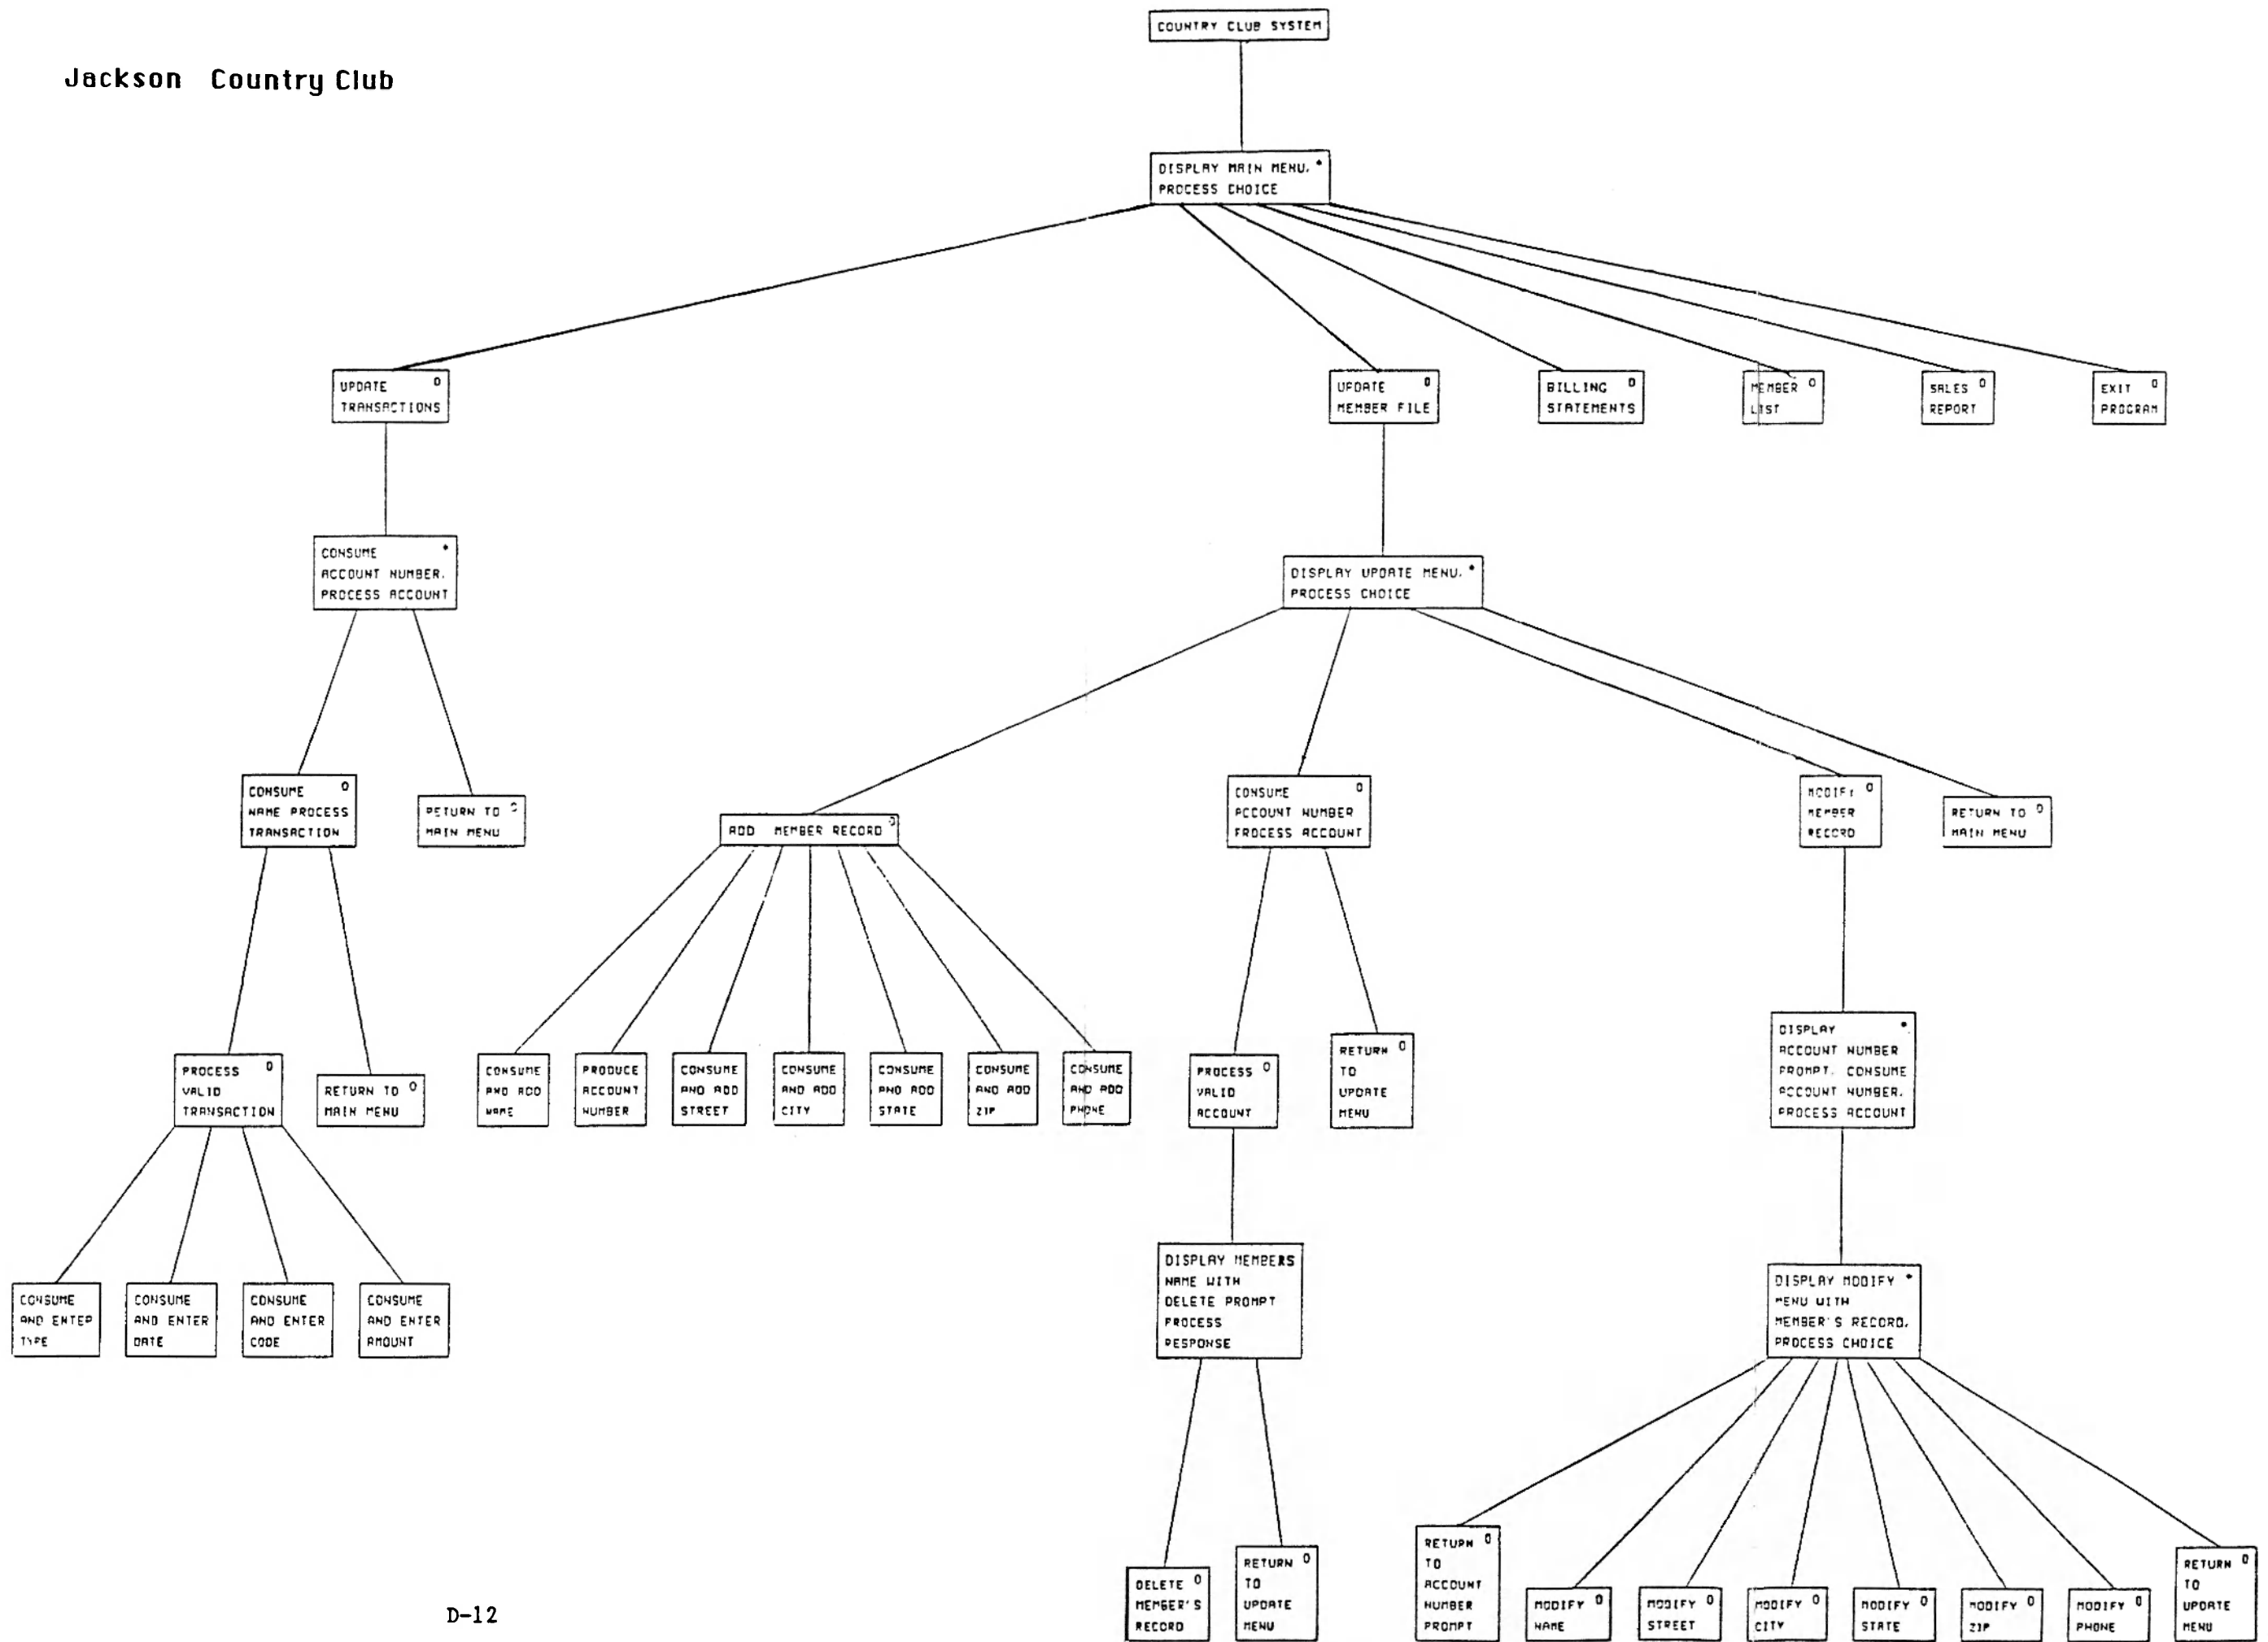 Jackson Country Club
COUNTRY CLUB SYSTEM
DISPLAY MAIN MENU. *
PROCESS CHOICE
UPDATE O
TRANSACTIONS
UPDATE O
MEMBER FILE
BILLING O
STATEMENTS
MEMBER O
LIST
SALES O
REPORT
EXIT O
PROGRAM
CONSUME *
ACCOUNT NUMBER.
PROCESS ACCOUNT
DISPLAY UPDATE MENU. *
PROCESS CHOICE
CONSUME O
NAME PROCESS
TRANSACTION
RETURN TO O
MAIN MENU
ADD MEMBER RECORD O
CONSUME O
ACCOUNT NUMBER
PROCESS ACCOUNT
MODIFY O
MEMBER
RECORD
RETURN TO O
MAIN MENU
PROCESS O
VALID
TRANSACTION
RETURN TO O
MAIN MENU
CONSUME
AND ADD
NAME
PRODUCE
ACCOUNT
NUMBER
CONSUME
AND ADD
STREET
CONSUME
AND ADD
CITY
CONSUME
AND ADD
STATE
CONSUME
AND ADD
ZIP
CONSUME
AND ADD
PHONE
PROCESS O
VALID
ACCOUNT
RETURN O
TO
UPDATE
MENU
DISPLAY *
ACCOUNT NUMBER
PROMPT. CONSUME
ACCOUNT NUMBER.
PROCESS ACCOUNT
CONSUME
AND ENTER
TYPE
CONSUME
AND ENTER
DATE
CONSUME
AND ENTER
CODE
CONSUME
AND ENTER
AMOUNT
DISPLAY MEMBERS
NAME WITH
DELETE PROMPT
PROCESS
RESPONSE
DISPLAY MODIFY *
MENU WITH
MEMBER'S RECORD.
PROCESS CHOICE
DELETE O
MEMBER'S
RECORD
RETURN O
TO
UPDATE
MENU
RETURN O
TO
ACCOUNT
NUMBER
PROMPT
MODIFY O
NAME
MODIFY O
STREET
MODIFY O
CITY
MODIFY O
STATE
MODIFY O
ZIP
MODIFY O
PHONE
RETURN O
TO
UPDATE
MENU
D-12